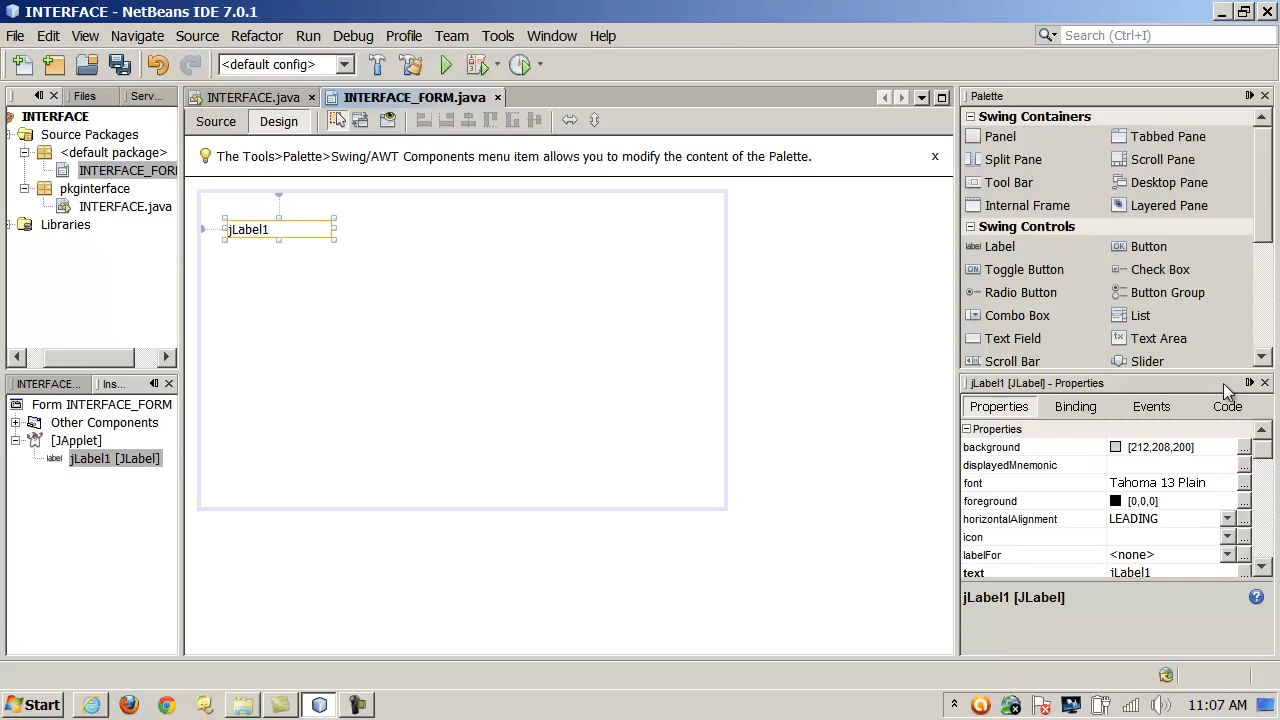 INTERFACE - NetBeans IDE 7.0.1
File Edit View Navigate Source Refactor Run Debug Profile Team Tools Window Help
Search (Ctrl+I)
<default config>
Files Serv...
INTERFACE
Source Packages
<default package>
INTERFACE_FOR
pkginterface
INTERFACE.java
Libraries
INTERFACE.java INTERFACE_FORM.java
Source Design
The Tools>Palette>Swing/AWT Components menu item allows you to modify the content of the Palette. x
jLabel1
INTERFACE... Ins...
Form INTERFACE_FORM
Other Components
[JApplet]
label jLabel1 [JLabel]
Palette
Swing Containers
Panel Tabbed Pane
Split Pane Scroll Pane
Tool Bar Desktop Pane
Internal Frame Layered Pane
Swing Controls
label Label OK Button
ON Toggle Button Check Box
Radio Button Button Group
Combo Box List
Text Field Text Area
Scroll Bar Slider
jLabel1 [JLabel] - Properties
Properties Binding Events Code
Properties
background [212,208,200] ...
displayedMnemonic ...
font Tahoma 13 Plain ...
foreground [0,0,0] ...
horizontalAlignment LEADING ...
icon ...
labelFor <none> ...
text jLabel1 ...
jLabel1 [JLabel]
Start
11:07 AM